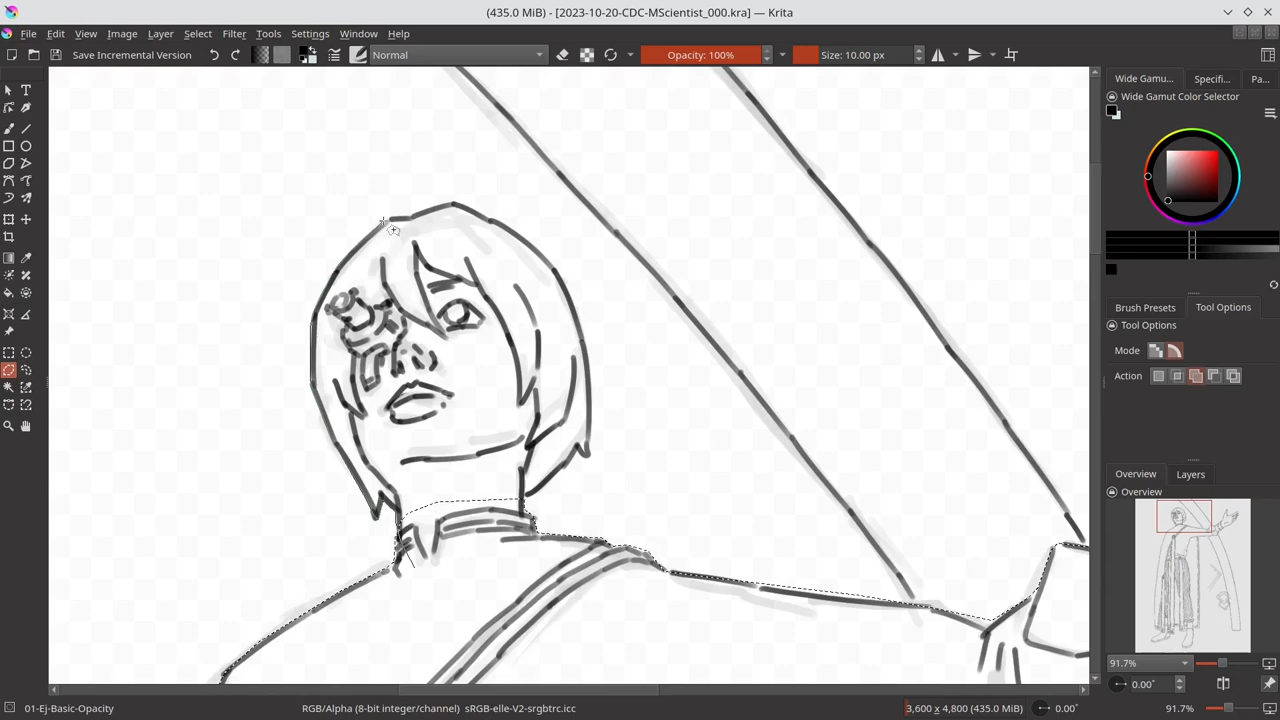 (435.0 MiB) - [2023-10-20-CDC-MScientist_000.kra] — Krita
File Edit View Image Layer Select Filter Tools Settings Window Help
Save Incremental Version Normal Opacity: 100% Size: 10.00 px
Wide Gamu... Specifi... Pa...
Wide Gamut Color Selector
Brush Presets Tool Options
Tool Options
Mode
Action
Overview Layers
Overview
91.7%
0.00°
01-Ej-Basic-Opacity RGB/Alpha (8-bit integer/channel) sRGB-elle-V2-srgbtrc.icc 3,600 x 4,800 (435.0 MiB) 0.00° 91.7%